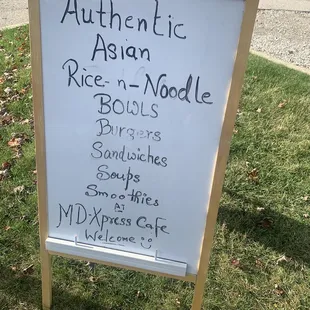 Authentic
Asian
Rice-n-Noodle
BOWLS
Burgers
Sandwiches
Soups
Smoothies
AT
MD-Xpress Cafe
Welcome